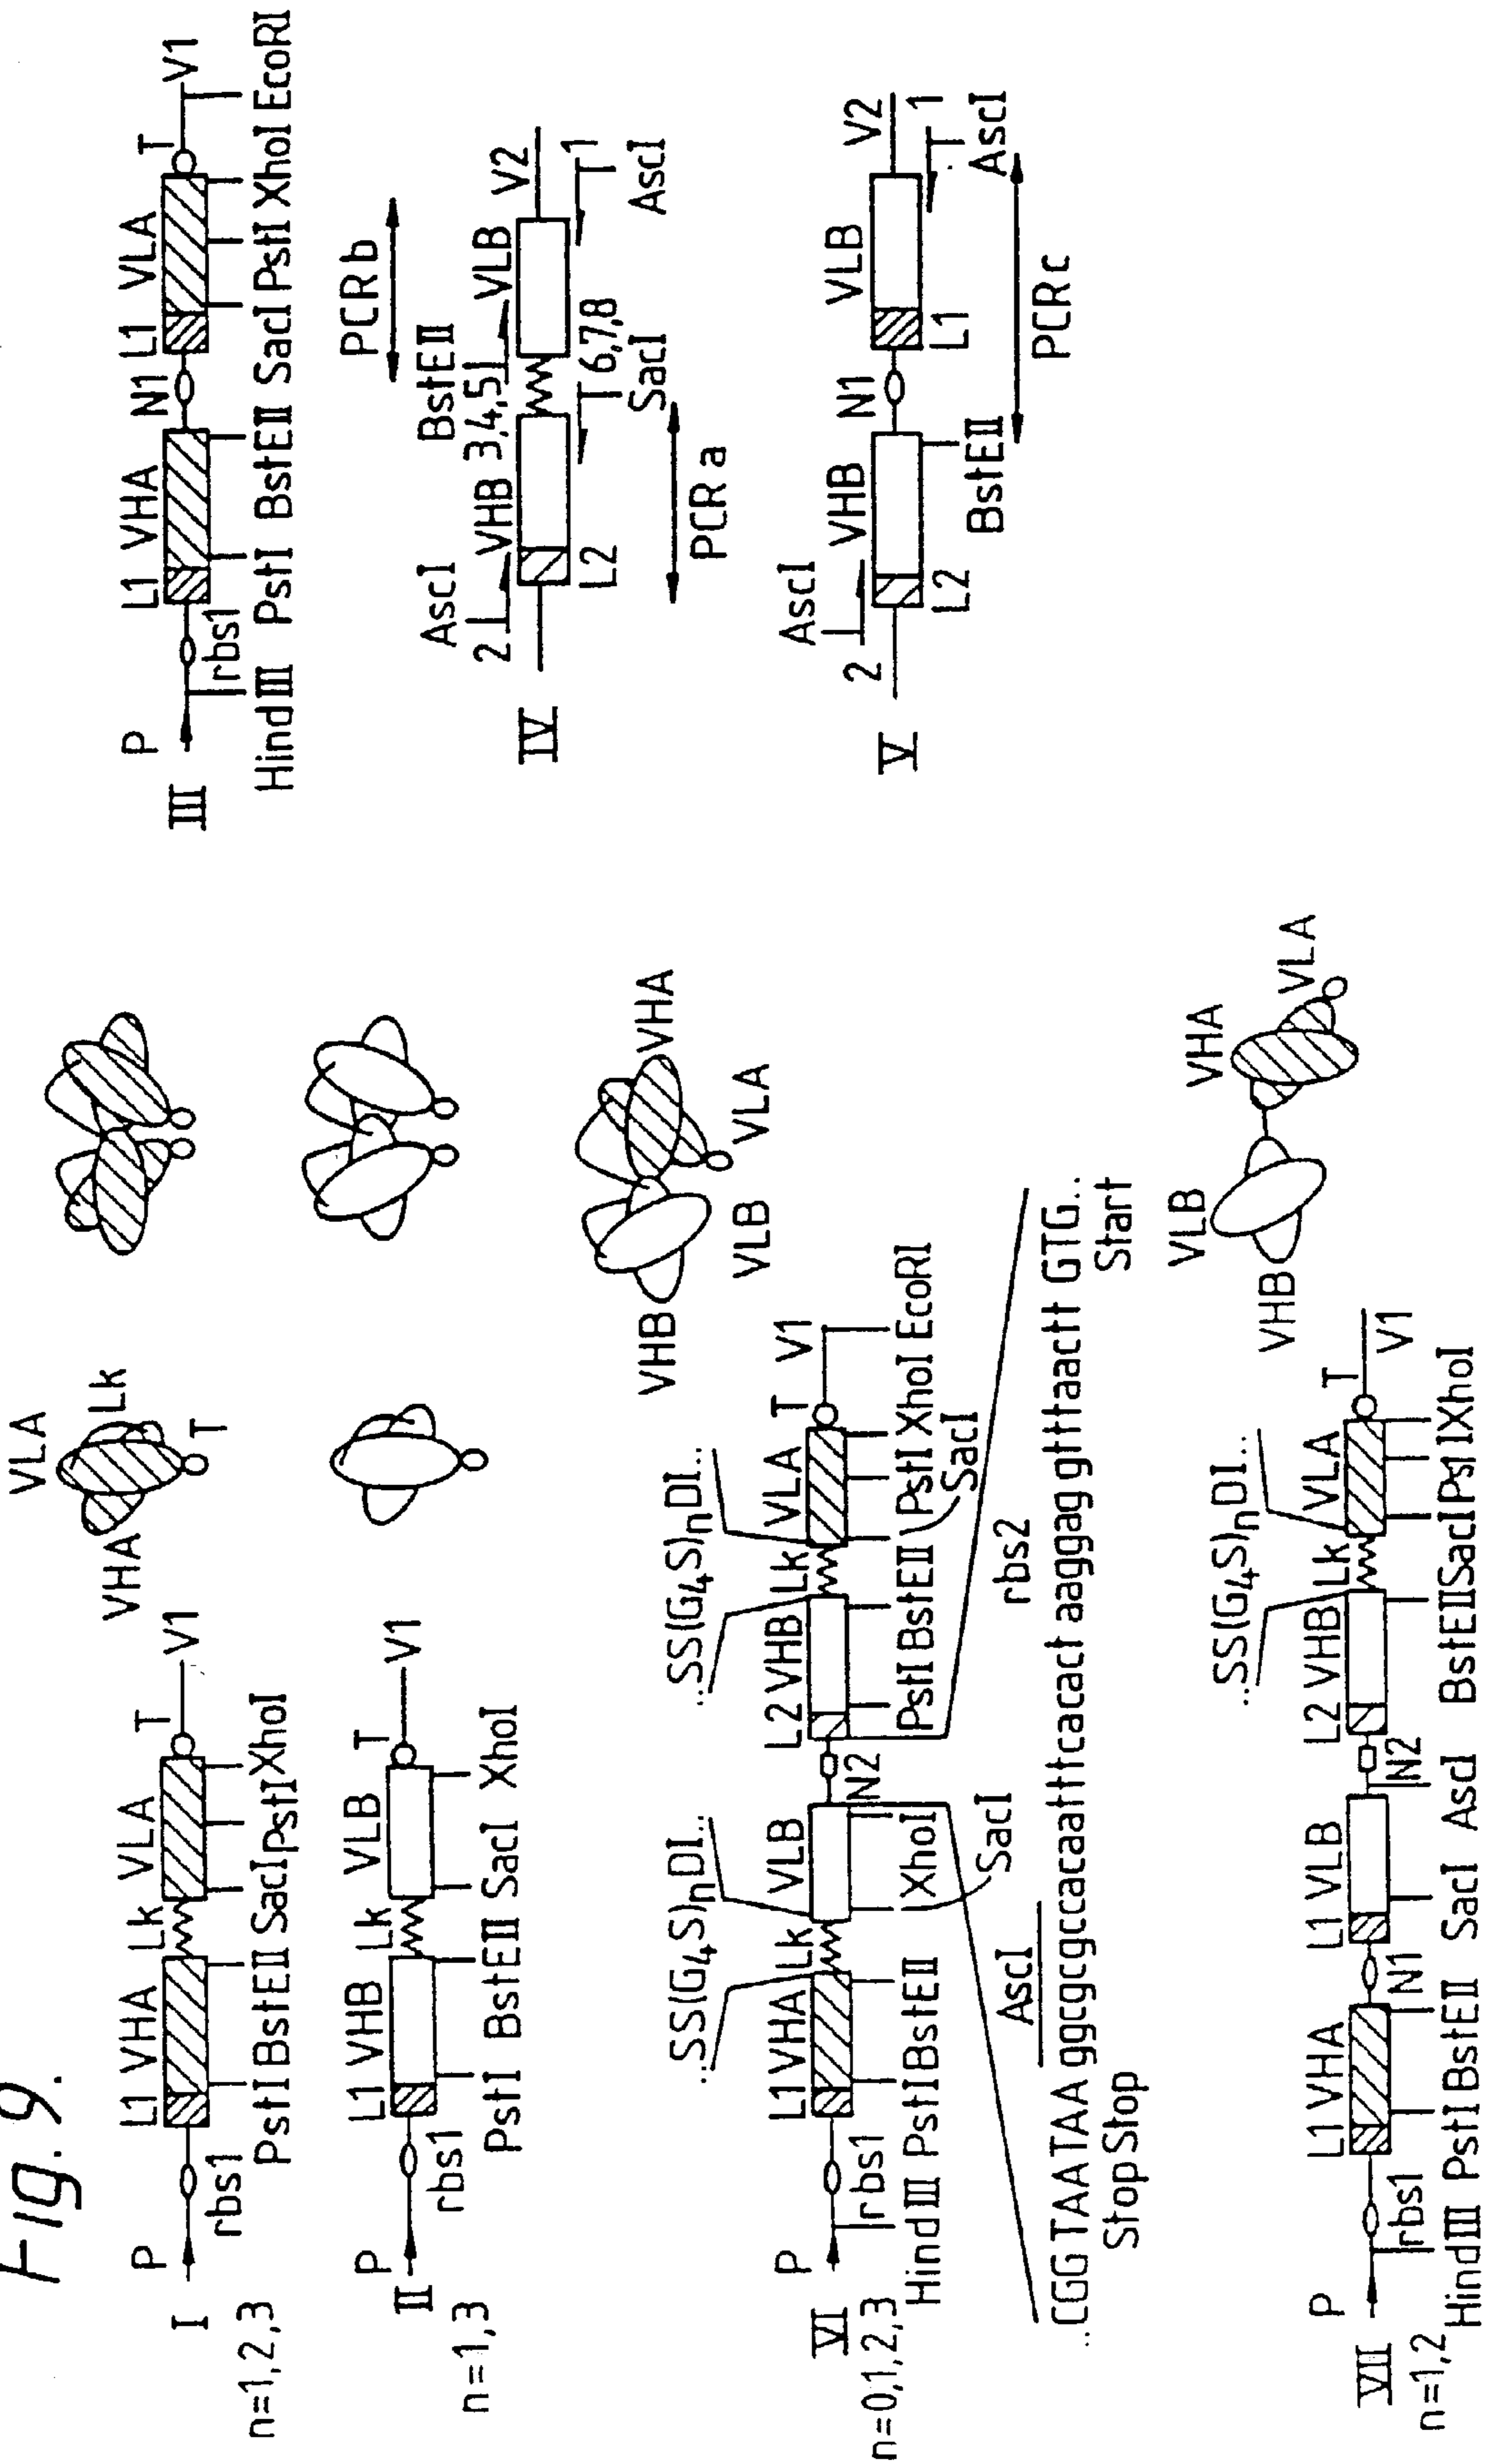 Fig. 9.
I
n=1,2,3
P
rbs1
L1 VHA Lk VLA T V1
PstI BstEII SacI PstI XhoI
VLA
Lk
VHA
T
II
n=1,3
P
rbs1
L1 VHB Lk VLB T V1
PstI BstEII SacI XhoI
VI
n=0,1,2,3
P
rbs1
..SS(G4S)nDI..
..SS(G4S)nDI..
L1 VHA Lk VLB
N2
L2 VHB Lk VLA T V1
HindIII PstI BstEII
XhoI
SacI
PstI BstEII PstI XhoI EcoRI
SacI
VHB
VLB
VLA
VHA
AscI
rbs2
..CGG TAA TAA ggcgcgccacaatttcacact aaggag gtttaactt GTG..
Stop Stop
Start
VII
n=1,2
P
rbs1
L1 VHA
N1
L1 VLB
N2
..SS(G4S)nDI..
L2 VHB Lk VLA T
V1
HindIII PstI BstEII SacI AscI BstEII SacI PstI XhoI
VLB
VHB
VHA
VLA
III
P
rbs1
L1 VHA N1 L1 VLA T V1
HindIII PstI BstEII SacI PstI XhoI EcoRI
PCR b
IV
AscI
2
VHB
L2
BstEII
3,4,5
VLB
V2
6,7,8
SacI
1
AscI
PCR a
V
AscI
2
VHB
L2
N1
VLB
L1
V2
1
AscI
BstEII
PCR c